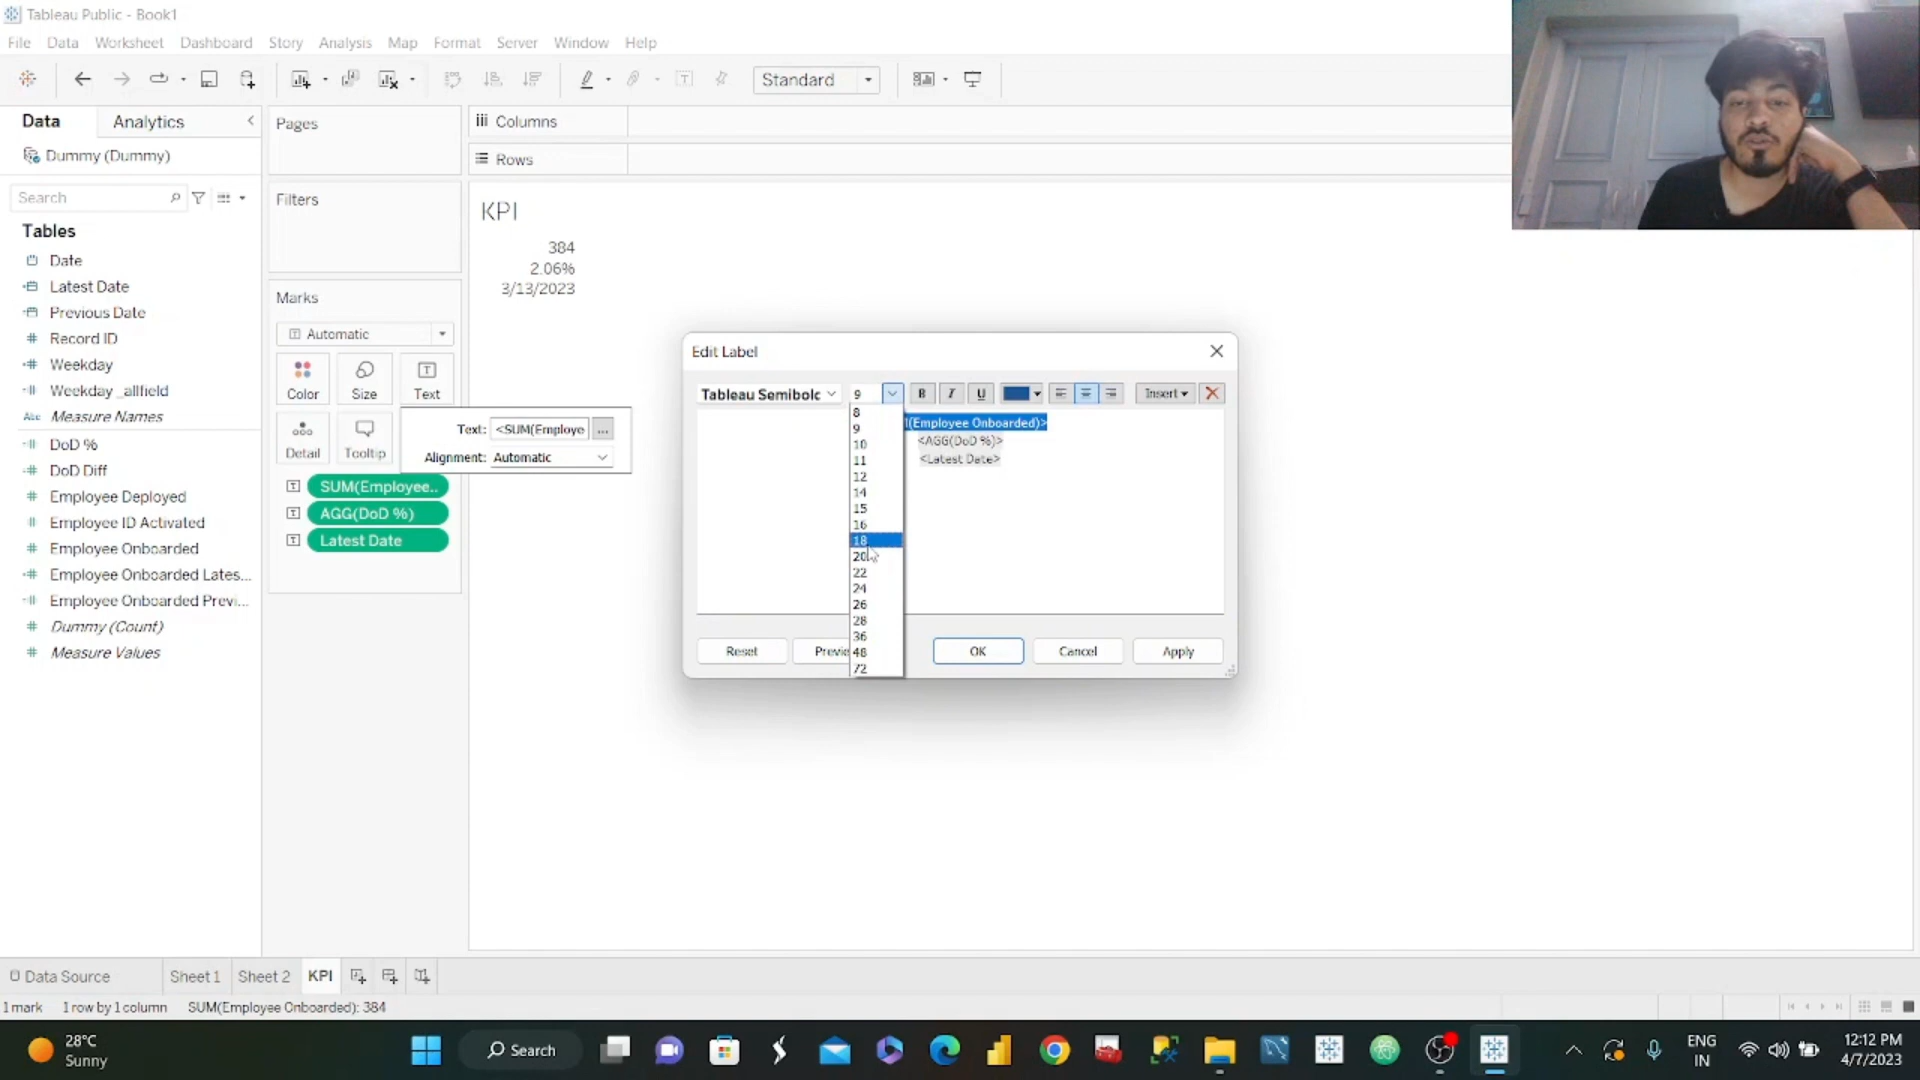 Tableau Public - Book1
File Data Worksheet Dashboard Story Analysis Map Format Server Window Help
Standard
Data Analytics
Dummy (Dummy)
Search
Tables
Date
Latest Date
Previous Date
Record ID
Weekday
Weekday _allfield
Abc Measure Names
DoD %
DoD Diff
Employee Deployed
Employee ID Activated
Employee Onboarded
Employee Onboarded Lates...
Employee Onboarded Previ...
Dummy (Count)
Measure Values
Pages
Filters
Marks
Automatic
Color Size Text
Detail Tooltip
Text: <SUM(Employe ...
Alignment: Automatic
SUM(Employee..
AGG(DoD %)
Latest Date
Columns
Rows
KPI
384
2.06%
3/13/2023
Edit Label
Tableau Semibolc 9 B I U Insert
(Employee Onboarded)>
<AGG(DoD %)>
<Latest Date>
8
9
10
11
12
14
15
16
18
20
22
24
26
28
36
48
72
Reset Previe OK Cancel Apply
Data Source Sheet 1 Sheet 2 KPI
1 mark 1 row by 1 column SUM(Employee Onboarded): 384
28°C
Sunny
Search
ENG
IN
12:12 PM
4/7/2023